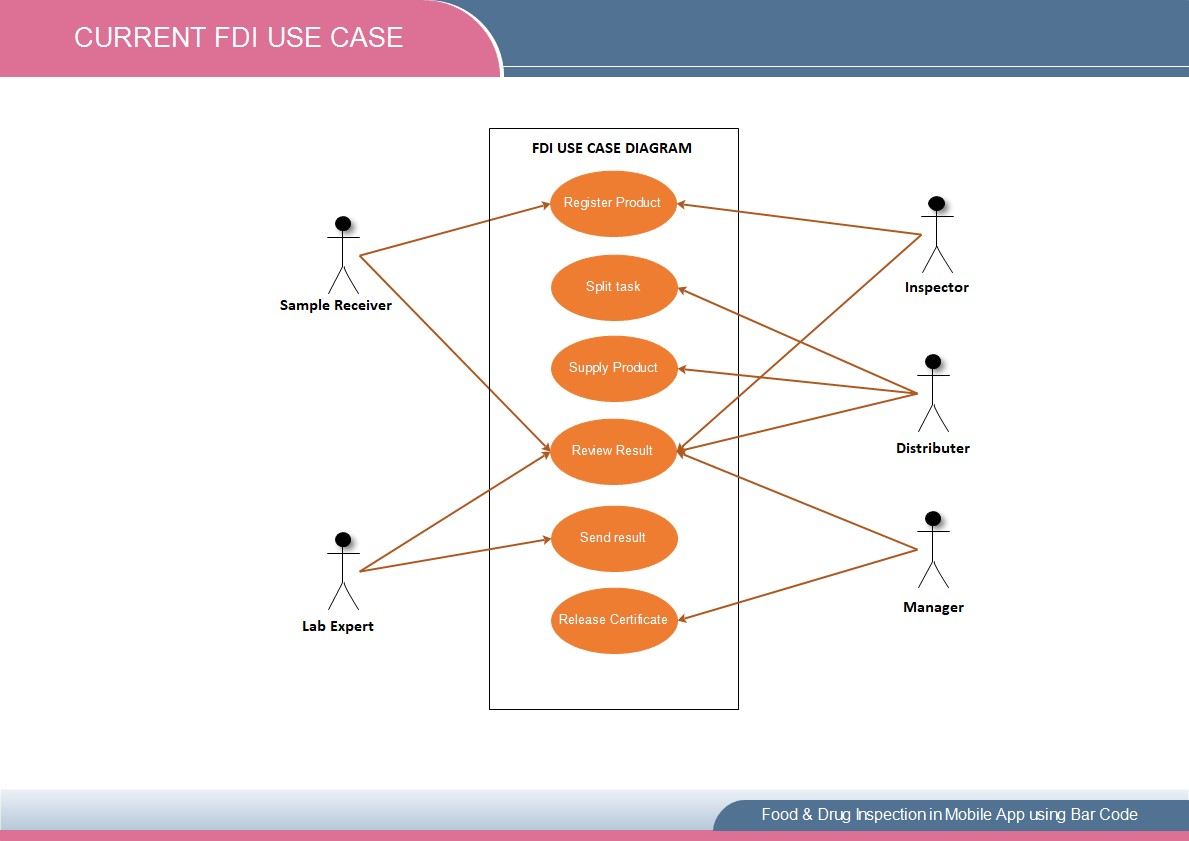 CURRENT FDI USE CASE
FDI USE CASE DIAGRAM
Register Product
Split task
Supply Product
Review Result
Send result
Release Certificate
Sample Receiver
Lab Expert
Inspector
Distributer
Manager
Food & Drug Inspection in Mobile App using Bar Code